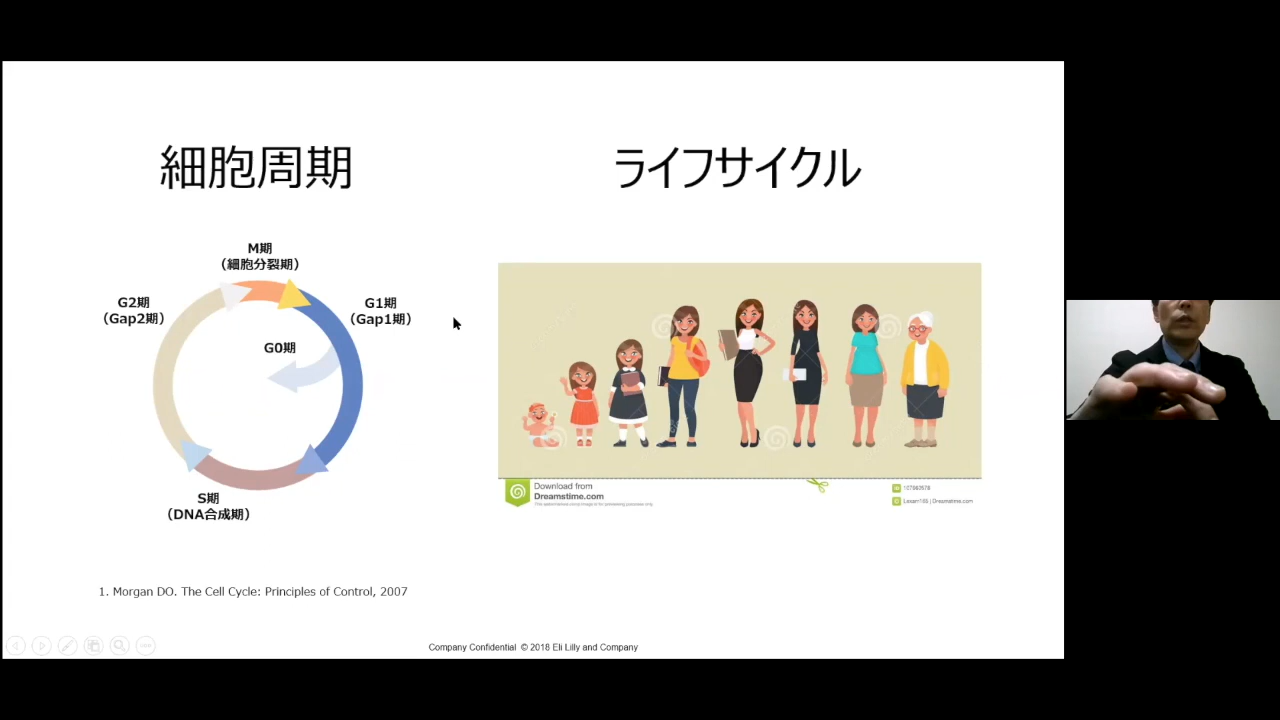 細胞周期
ライフサイクル
M期
（細胞分裂期）
G2期
（Gap2期）
G1期
（Gap1期）
G0期
S期
（DNA合成期）
Download from
Dreamstime.com
1. Morgan DO. The Cell Cycle: Principles of Control, 2007
Company Confidential © 2018 Eli Lilly and Company